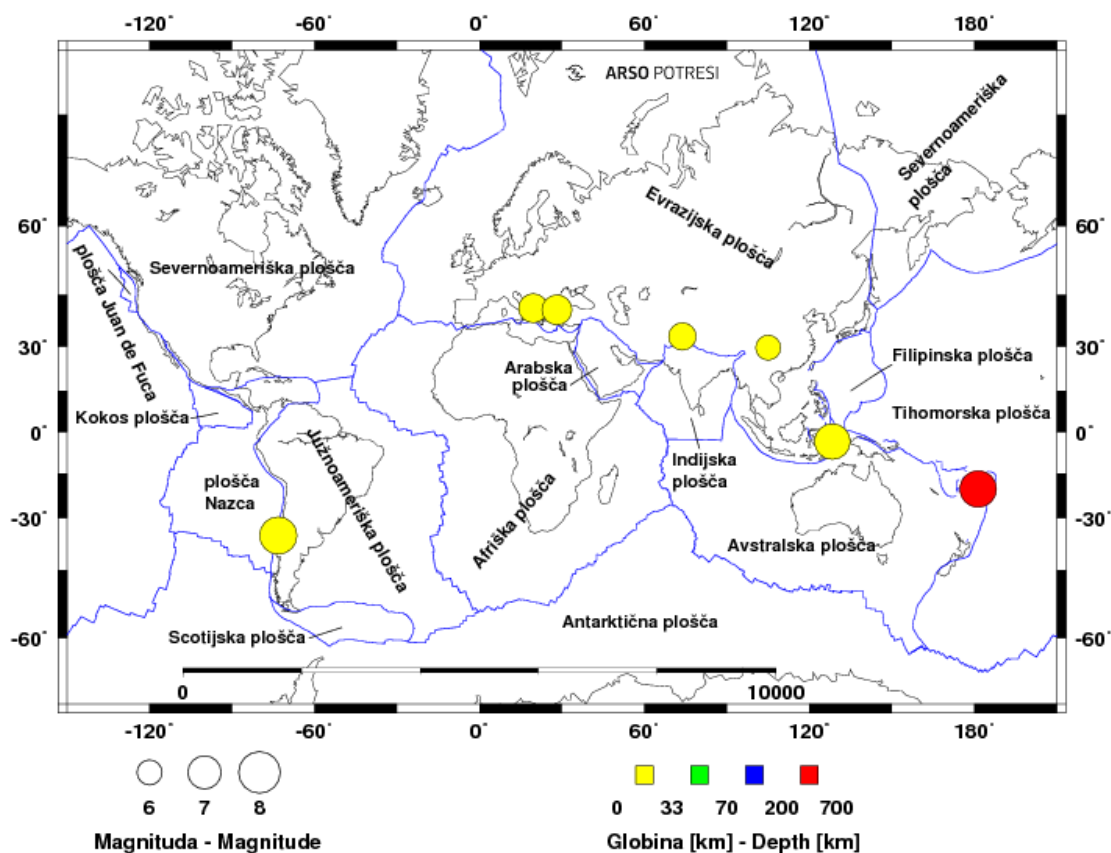 -120° -60° 0° 60° 120° 180°
ARSO POTRESI
Severnoameriška
plošča
Evrazijska plošča
60° 60°
Severnoameriška plošča
plošča Juan de Fuca
30° 30°
Filipinska plošča
Arabska
plošča
Kokos plošča
Tihomorska plošča
0° 0°
Južnoameriška plošča
Indijska
plošča
plošča
Nazca
Afriška plošča
-30° -30°
Avstralska plošča
Antarktična plošča
Scotijska plošča
-60° -60°
0 10000
-120° -60° 0° 60° 120° 180°
6 7 8
0 33 70 200 700
Magnituda - Magnitude
Globina [km] - Depth [km]